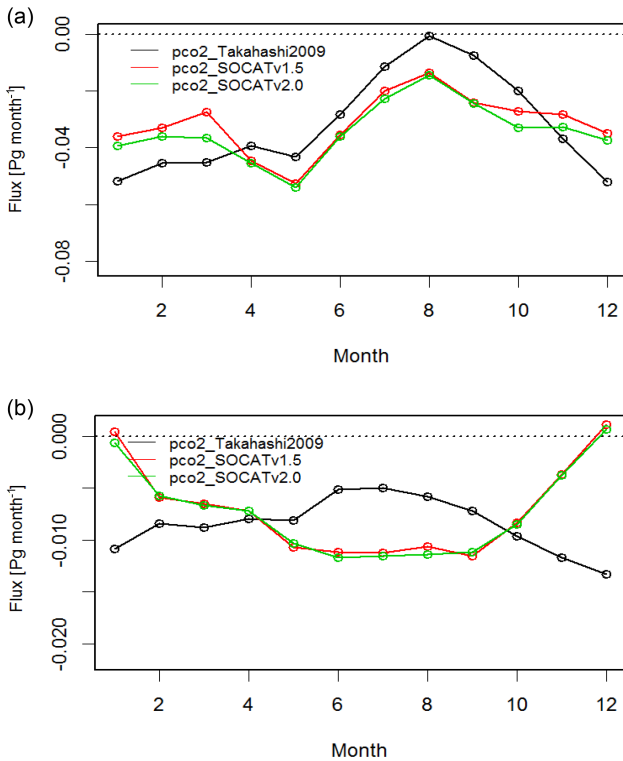 (a)
0.00
-0.04
-0.08
Flux [Pg month⁻¹]
pco2_Takahashi2009
pco2_SOCATv1.5
pco2_SOCATv2.0
2 4 6 8 10 12
Month
(b)
0.000
-0.010
-0.020
Flux [Pg month⁻¹]
pco2_Takahashi2009
pco2_SOCATv1.5
pco2_SOCATv2.0
2 4 6 8 10 12
Month